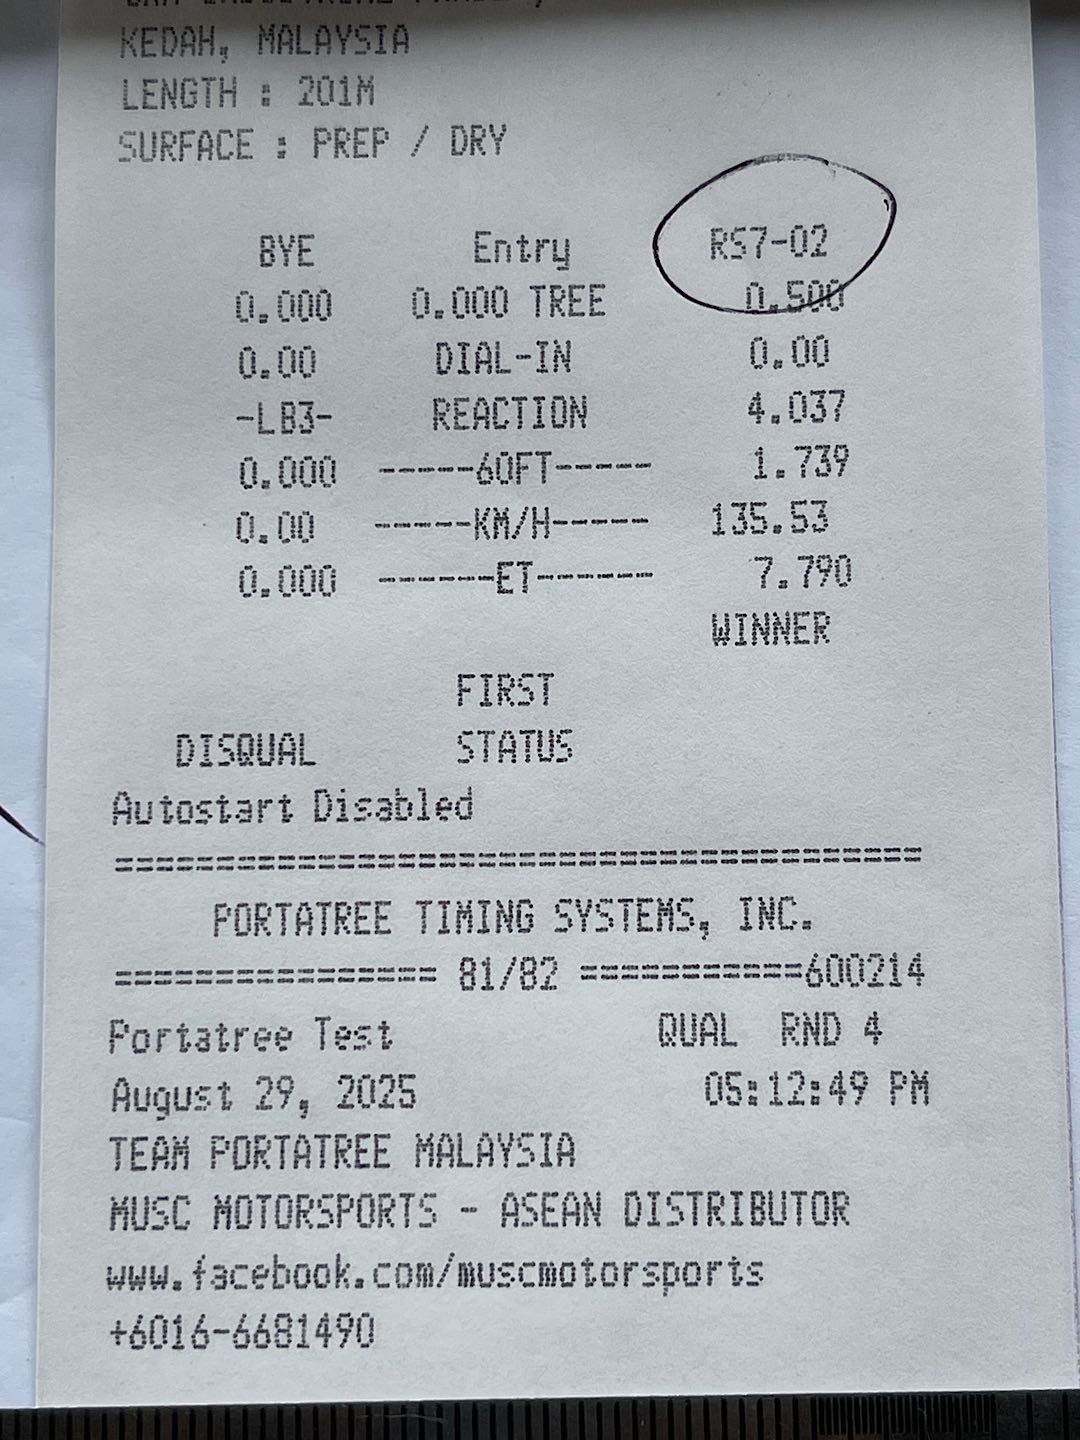 KEDAH, MALAYSIA
LENGTH : 201M
SURFACE : PREP / DRY
BYE Entry RS7-02
0.000 0.000 TREE 0.500
0.00 DIAL-IN 0.00
-LB3- REACTION 4.037
0.000 -----60FT----- 1.739
0.00 -----KM/H----- 135.53
0.000 ------ET------ 7.790
WINNER
FIRST
DISQUAL STATUS
Autostart Disabled
===================================
PORTATREE TIMING SYSTEMS, INC.
============== 81/82 ==========600214
Portatree Test QUAL RND 4
August 29, 2025 05:12:49 PM
TEAM PORTATREE MALAYSIA
MUSC MOTORSPORTS - ASEAN DISTRIBUTOR
www.facebook.com/muscmotorsports
+6016-6681490